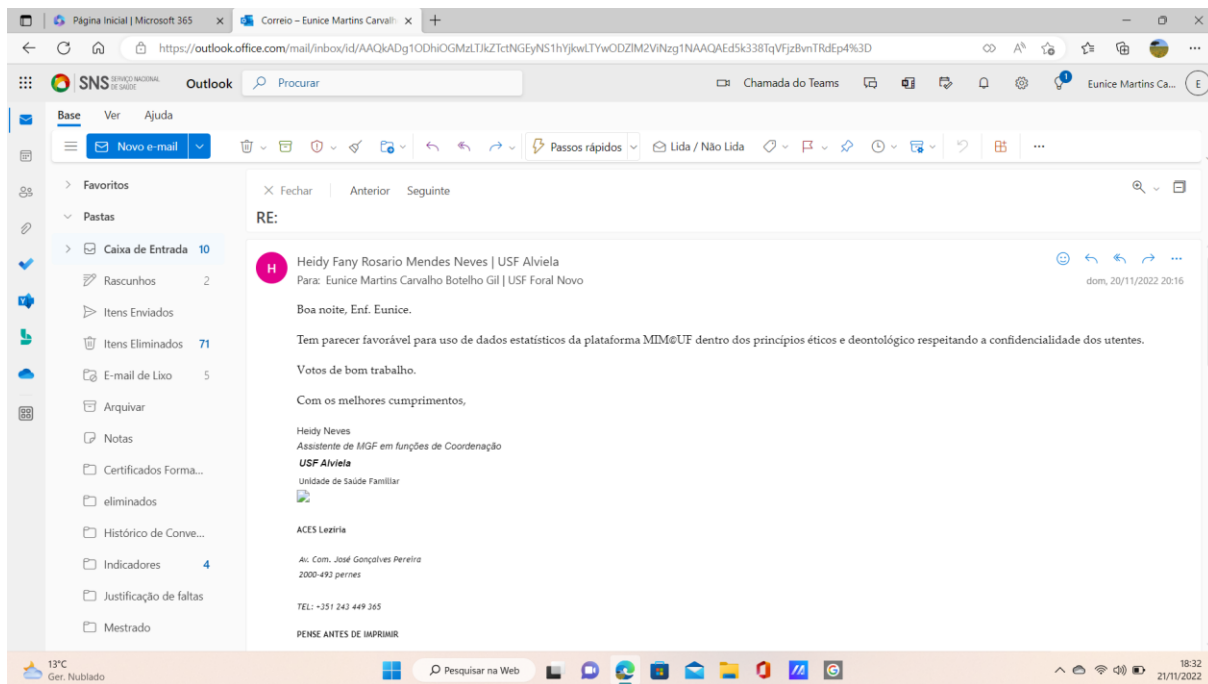 Página Inicial | Microsoft 365
Correio – Eunice Martins Carvalh
https://outlook.office.com/mail/inbox/id/AAQkADg1ODhiOGMzLTJkZTctNGEyNS1hYjkwLTYwODZlM2ViNzg1NAAQAEd5k338TqVFjzBvnTRdEp4%3D
SNS SERVIÇO NACIONAL DE SAÚDE Outlook
Procurar
Chamada do Teams
Eunice Martins Ca...
E
Base Ver Ajuda
Novo e-mail
Passos rápidos
Lida / Não Lida
Favoritos
Pastas
Caixa de Entrada 10
Rascunhos 2
Itens Enviados
Itens Eliminados 71
E-mail de Lixo 5
Arquivar
Notas
Certificados Forma...
eliminados
Histórico de Conve...
Indicadores 4
Justificação de faltas
Mestrado
Fechar Anterior Seguinte
RE:
H
Heidy Fany Rosario Mendes Neves | USF Alviela
Para: Eunice Martins Carvalho Botelho Gil | USF Foral Novo
dom, 20/11/2022 20:16
Boa noite, Enf. Eunice.
Tem parecer favorável para uso de dados estatísticos da plataforma MIM@UF dentro dos princípios éticos e deontológico respeitando a confidencialidade dos utentes.
Votos de bom trabalho.
Com os melhores cumprimentos,
Heidy Neves
Assistente de MGF em funções de Coordenação
USF Alviela
Unidade de Saúde Familiar
ACES Lezíria
Av. Com. José Gonçalves Pereira
2000-493 pernes
TEL: +351 243 449 365
PENSE ANTES DE IMPRIMIR
13°C
Ger. Nublado
Pesquisar na Web
18:32
21/11/2022